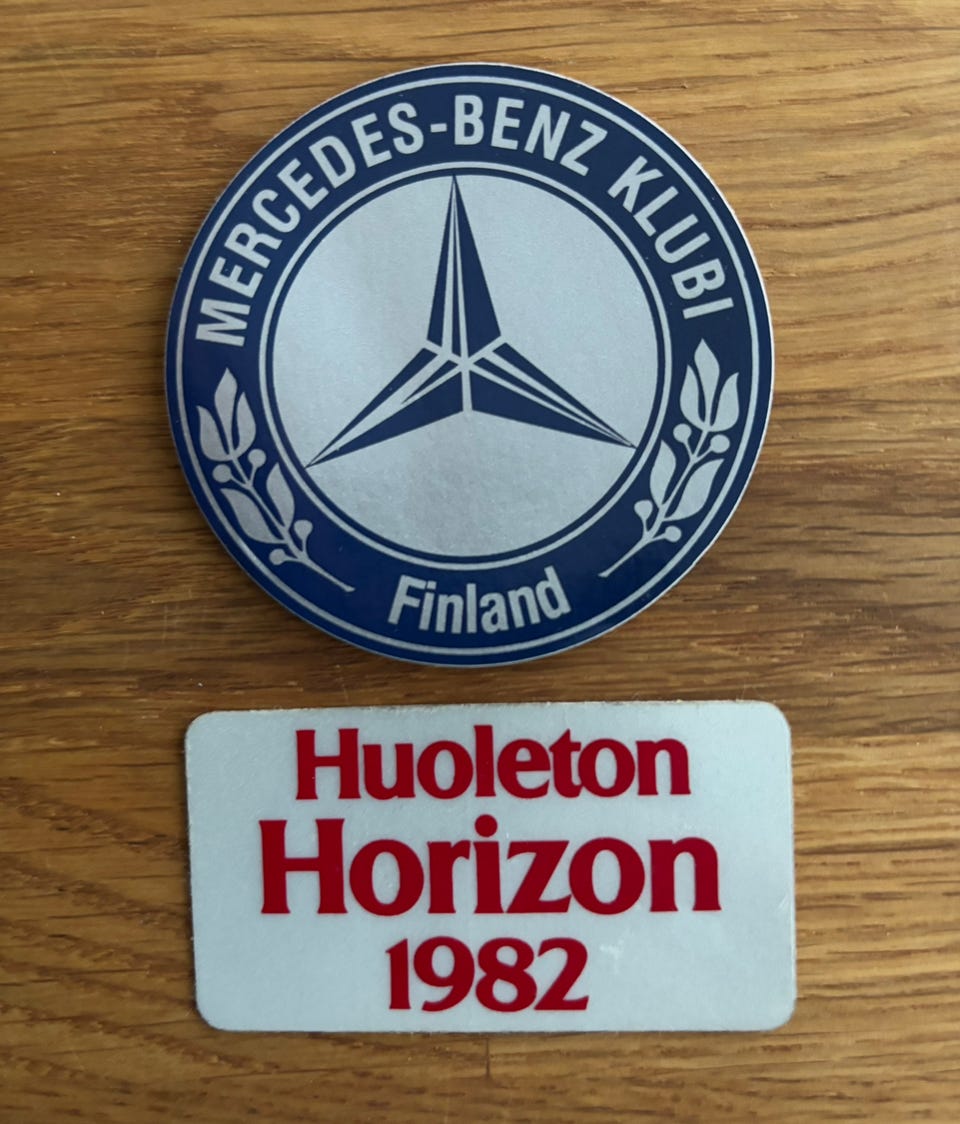 MERCEDES-BENZ KLUBI
Finland
Huoleton
Horizon
1982